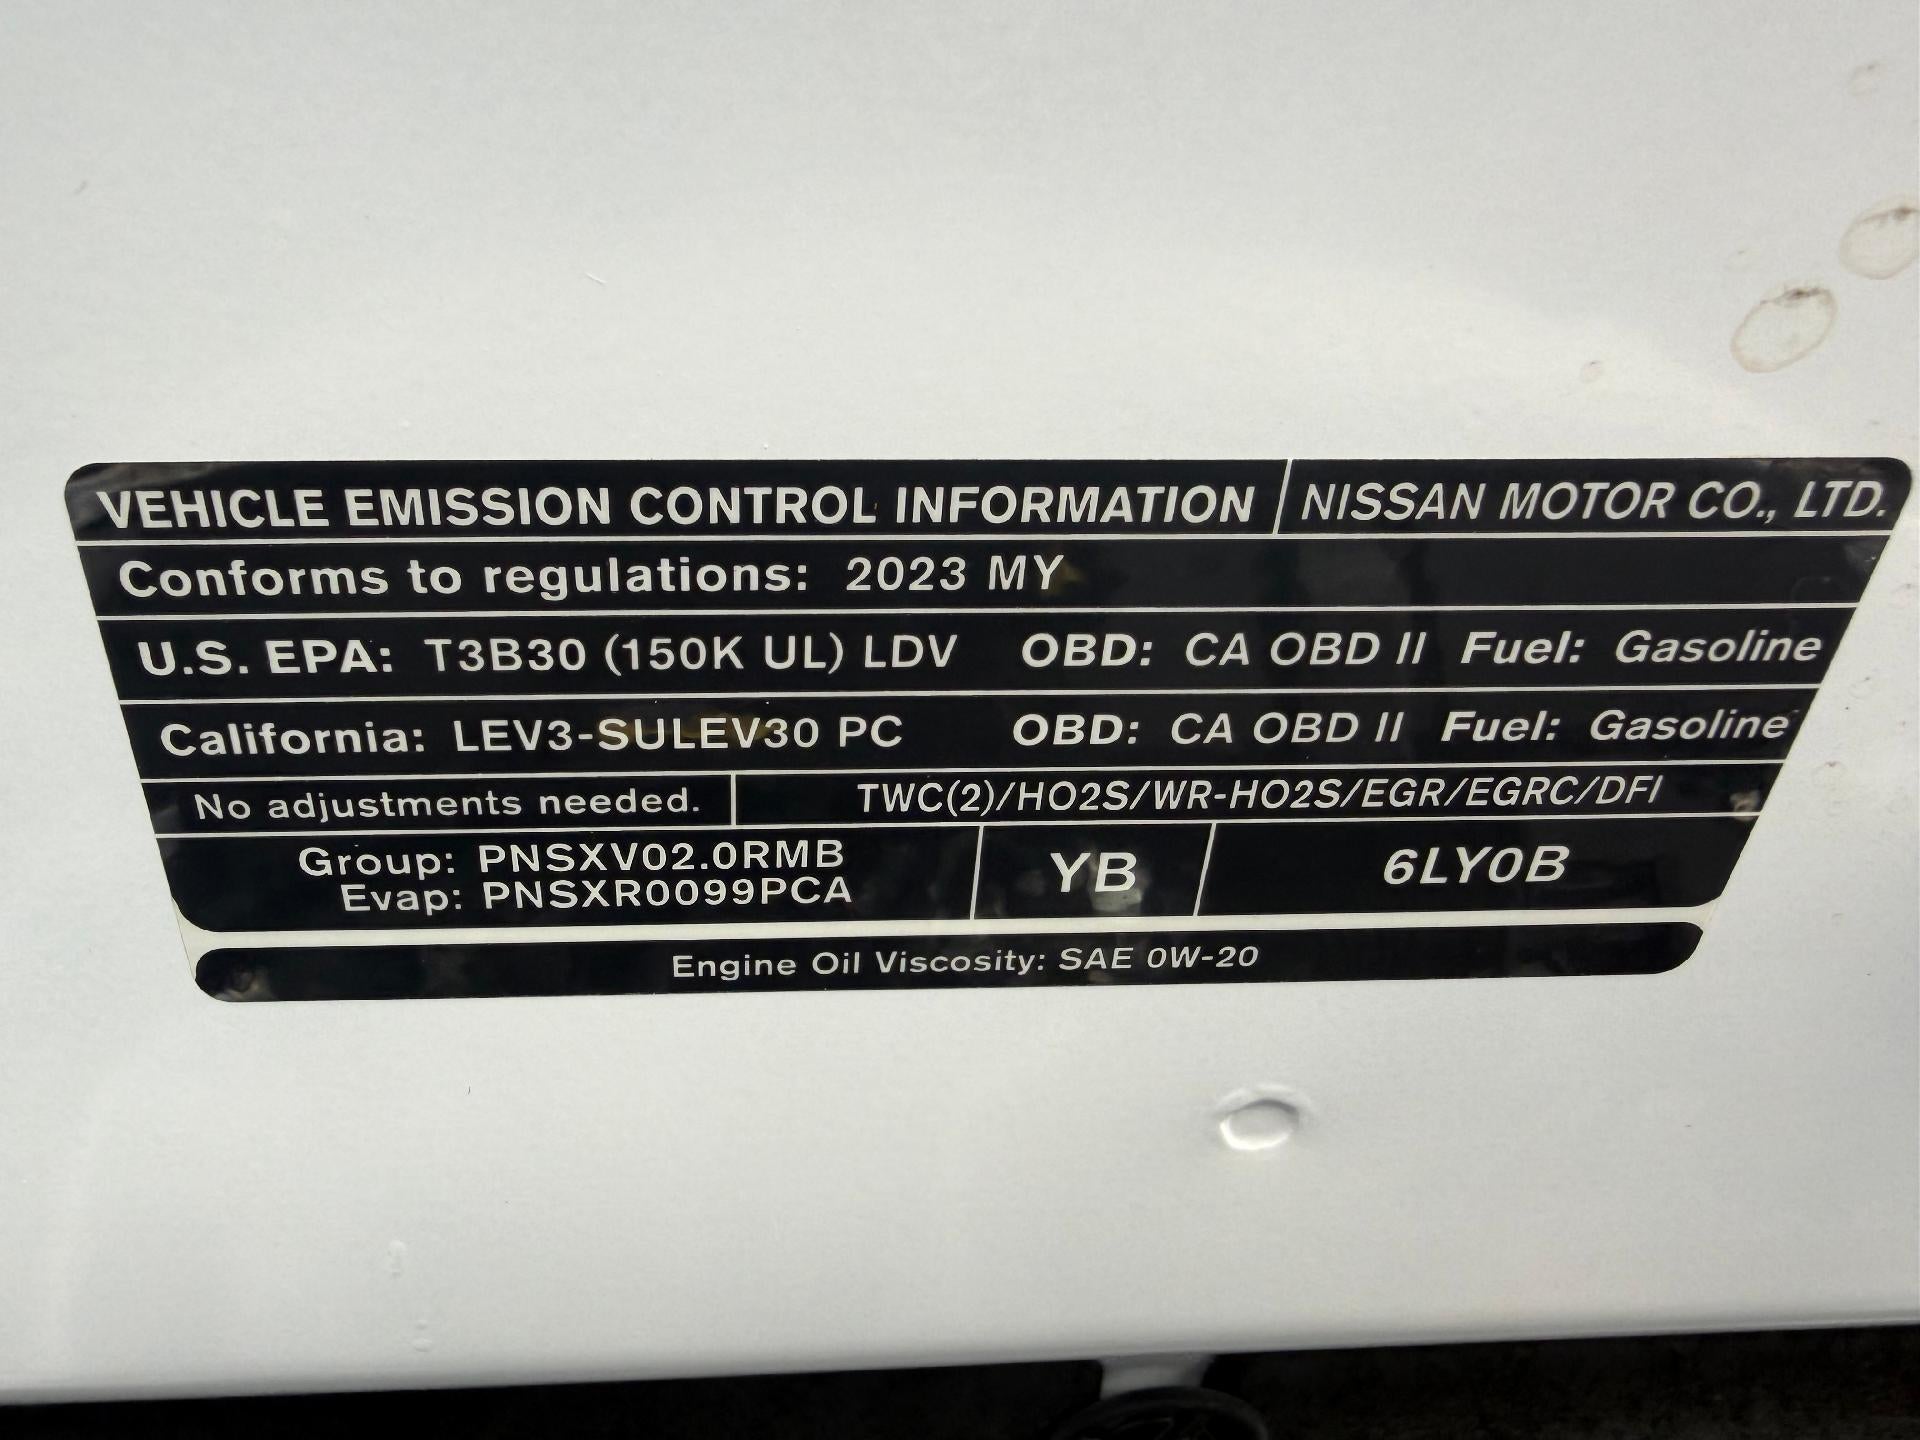 VEHICLE EMISSION CONTROL INFORMATION NISSAN MOTOR CO., LTD.
Conforms to regulations: 2023 MY
U.S. EPA: T3B30 (150K UL) LDV OBD: CA OBD II Fuel: Gasoline
California: LEV3-SULEV30 PC OBD: CA OBD II Fuel: Gasoline
No adjustments needed. TWC(2)/HO2S/WR-HO2S/EGR/EGRC/DFI
Group: PNSXV02.0RMB
Evap: PNSXR0099PCA
YB
6LY0B
Engine Oil Viscosity: SAE 0W-20